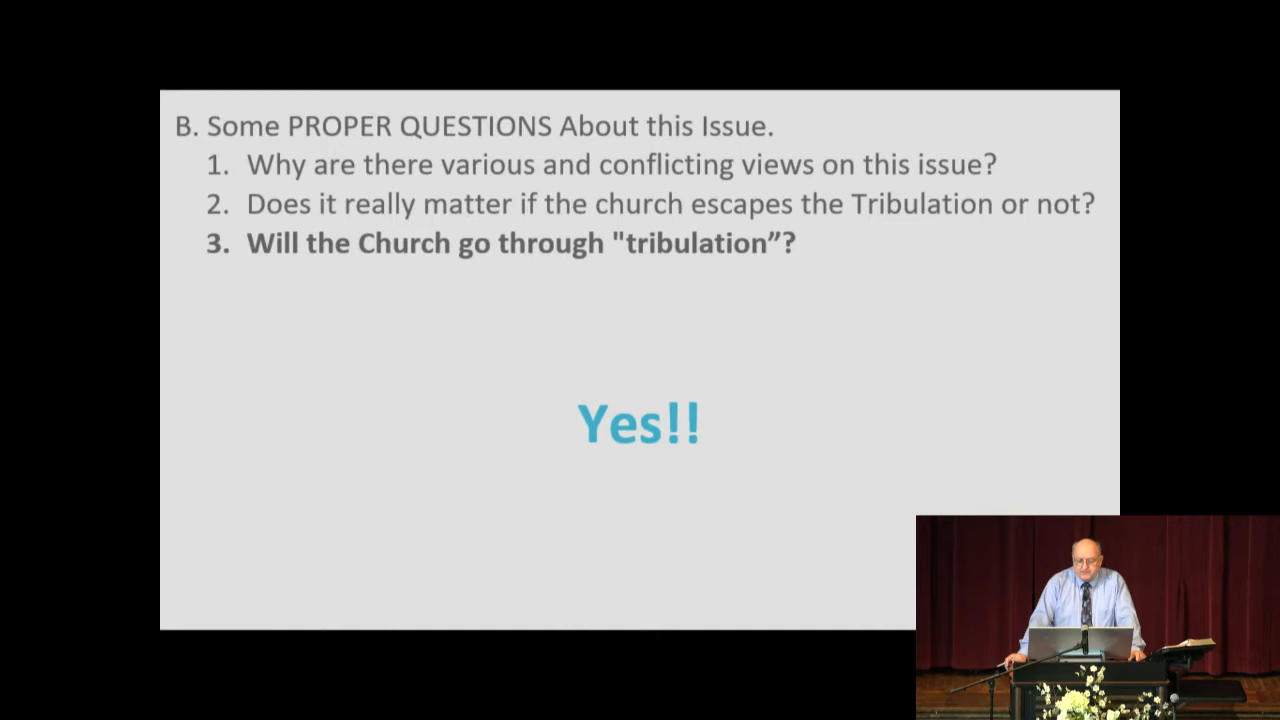 B. Some PROPER QUESTIONS About this Issue.
1. Why are there various and conflicting views on this issue?
2. Does it really matter if the church escapes the Tribulation or not?
3. Will the Church go through "tribulation”?
Yes!!